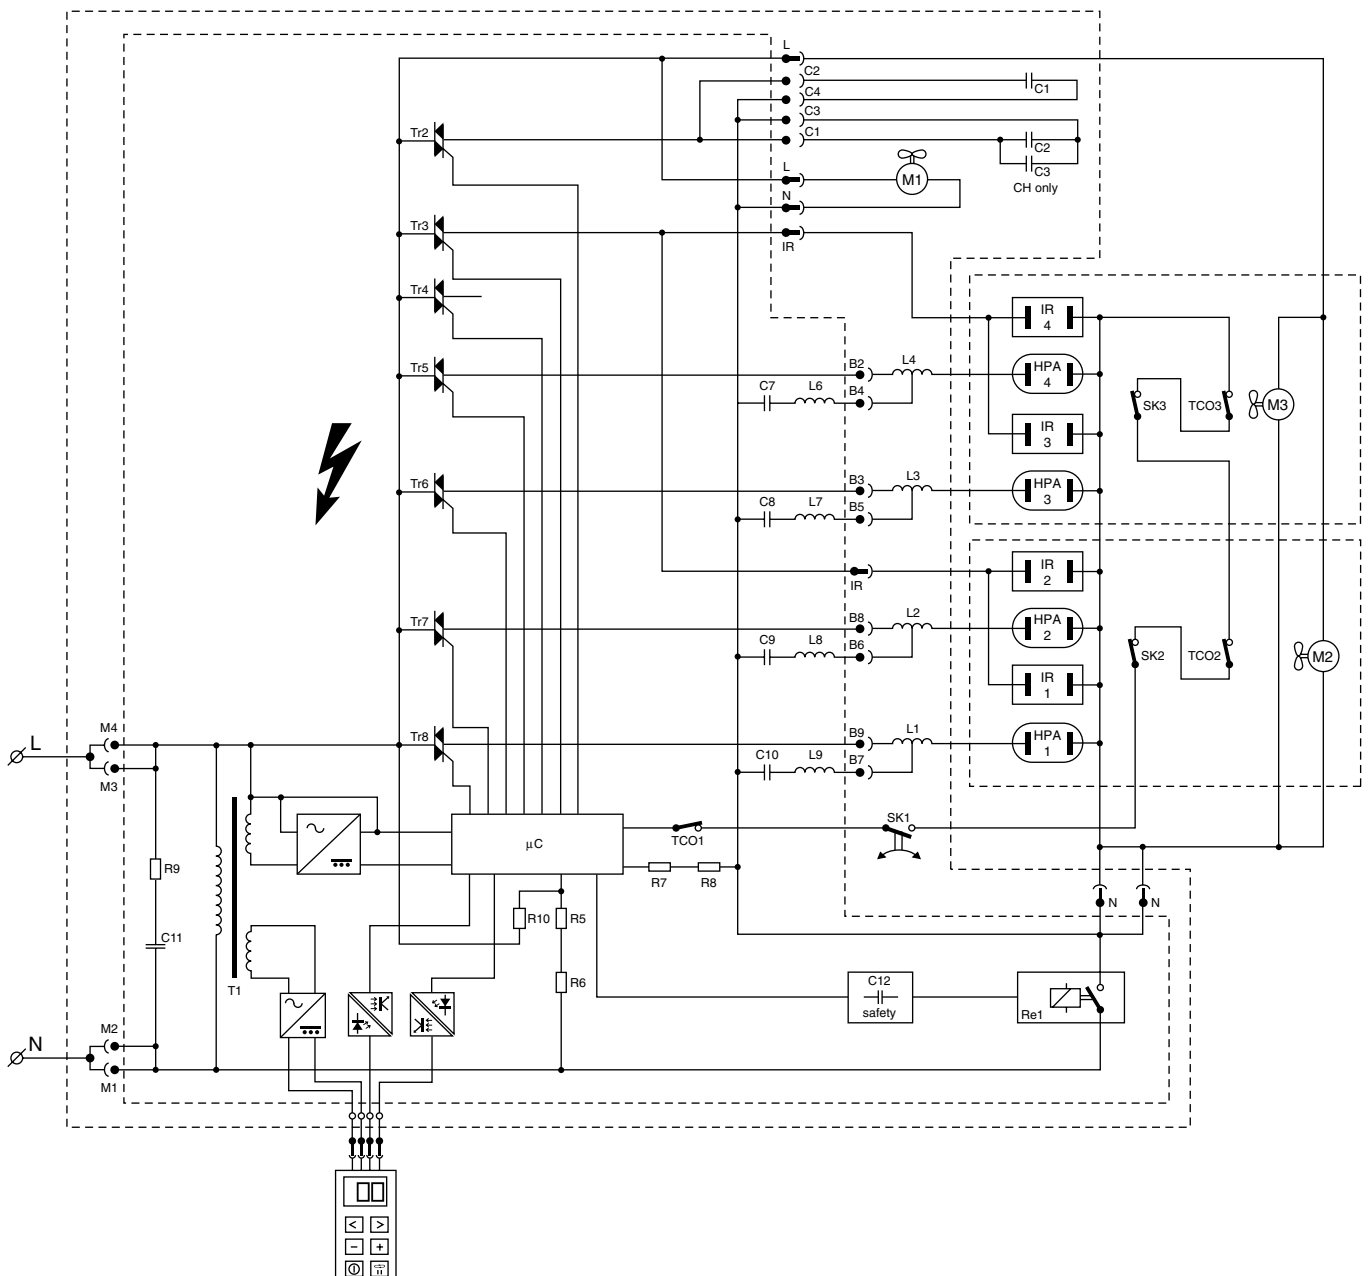 L
C2
C4
C3
C1
C1
C2
C3
CH only
Tr2
L
M1
N
IR
Tr3
Tr4
IR
4
Tr5
B2
L4
HPA
4
C7
L6
B4
SK3
TCO3
M3
IR
3
Tr6
B3
L3
HPA
3
C8
L7
B5
IR
IR
2
Tr7
B8
L2
HPA
2
C9
L8
B6
SK2
TCO2
M2
IR
1
M4
L
M3
Tr8
B9
L1
HPA
1
C10
L9
B7
µC
TCO1
SK1
R9
R7
R8
N
N
R10
R5
C11
T1
R6
C12
safety
Re1
M2
N
M1
00
< >
− +